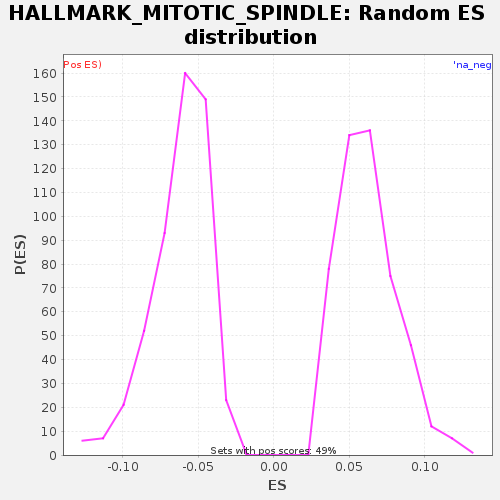 HALLMARK_MITOTIC_SPINDLE: Random ES
distribution
Pos ES)
'na_neg
160
150
140
130
120
110
100
90
80
70
60
50
40
30
20
10
0
P(ES)
Sets with pos scores: 49%
-0.10 -0.05 0.00 0.05 0.10
ES